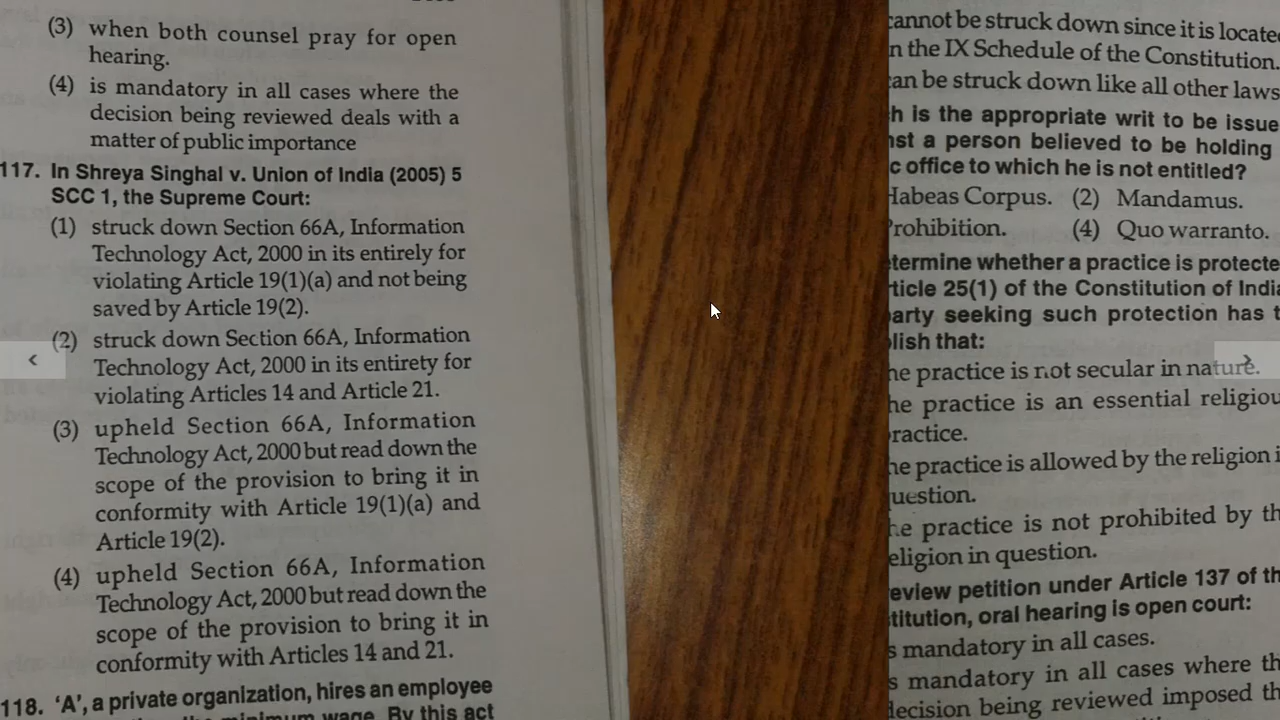 (3) when both counsel pray for open
hearing.
(4) is mandatory in all cases where the
decision being reviewed deals with a
matter of public importance
117. In Shreya Singhal v. Union of India (2005) 5
SCC 1, the Supreme Court:
(1) struck down Section 66A, Information
Technology Act, 2000 in its entirely for
violating Article 19(1)(a) and not being
saved by Article 19(2).
(2) struck down Section 66A, Information
Technology Act, 2000 in its entirety for
violating Articles 14 and Article 21.
(3) upheld Section 66A, Information
Technology Act, 2000 but read down the
scope of the provision to bring it in
conformity with Article 19(1)(a) and
Article 19(2).
(4) upheld Section 66A, Information
Technology Act, 2000 but read down the
scope of the provision to bring it in
conformity with Articles 14 and 21.
118. 'A', a private organization, hires an employee
minimum wage. By this act
cannot be struck down since it is locate
n the IX Schedule of the Constitution.
can be struck down like all other laws
h is the appropriate writ to be issue
nst a person believed to be holding
c office to which he is not entitled?
Habeas Corpus. (2) Mandamus.
Prohibition. (4) Quo warranto.
termine whether a practice is protecte
rticle 25(1) of the Constitution of Indi
arty seeking such protection has t
lish that:
he practice is not secular in nature.
he practice is an essential religiou
ractice.
he practice is allowed by the religion i
uestion.
he practice is not prohibited by th
eligion in question.
eview petition under Article 137 of th
stitution, oral hearing is open court:
s mandatory in all cases.
s mandatory in all cases where th
decision being reviewed imposed th